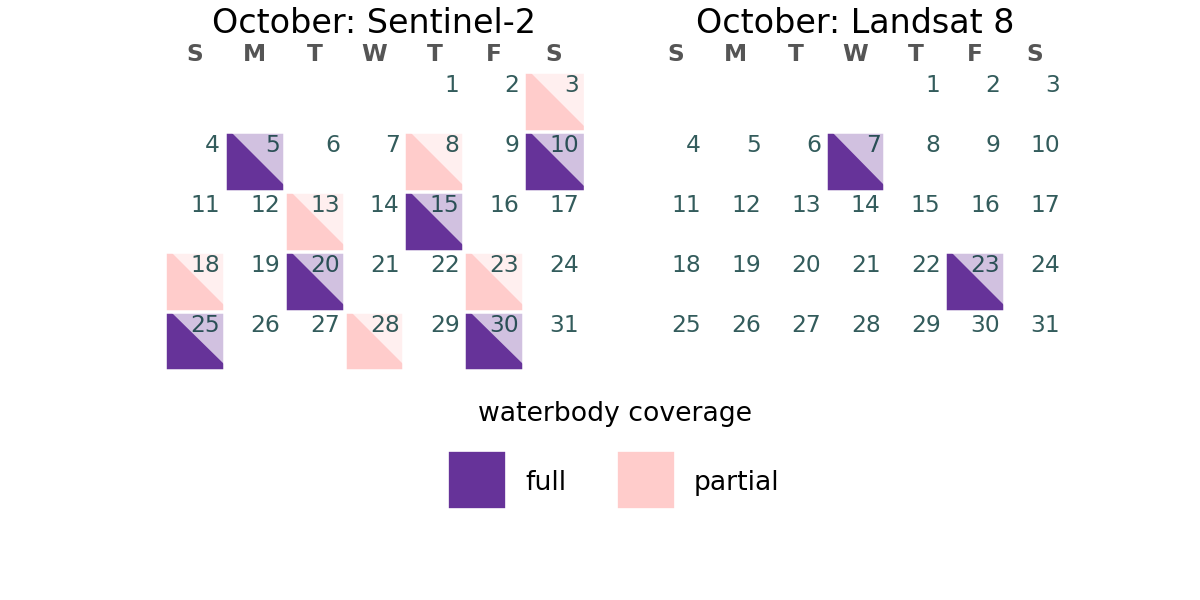 October: Sentinel-2
S M T W T F S
1 2 3
4 5 6 7 8 9 10
11 12 13 14 15 16 17
18 19 20 21 22 23 24
25 26 27 28 29 30 31
October: Landsat 8
S M T W T F S
1 2 3
4 5 6 7 8 9 10
11 12 13 14 15 16 17
18 19 20 21 22 23 24
25 26 27 28 29 30 31
waterbody coverage
full
partial